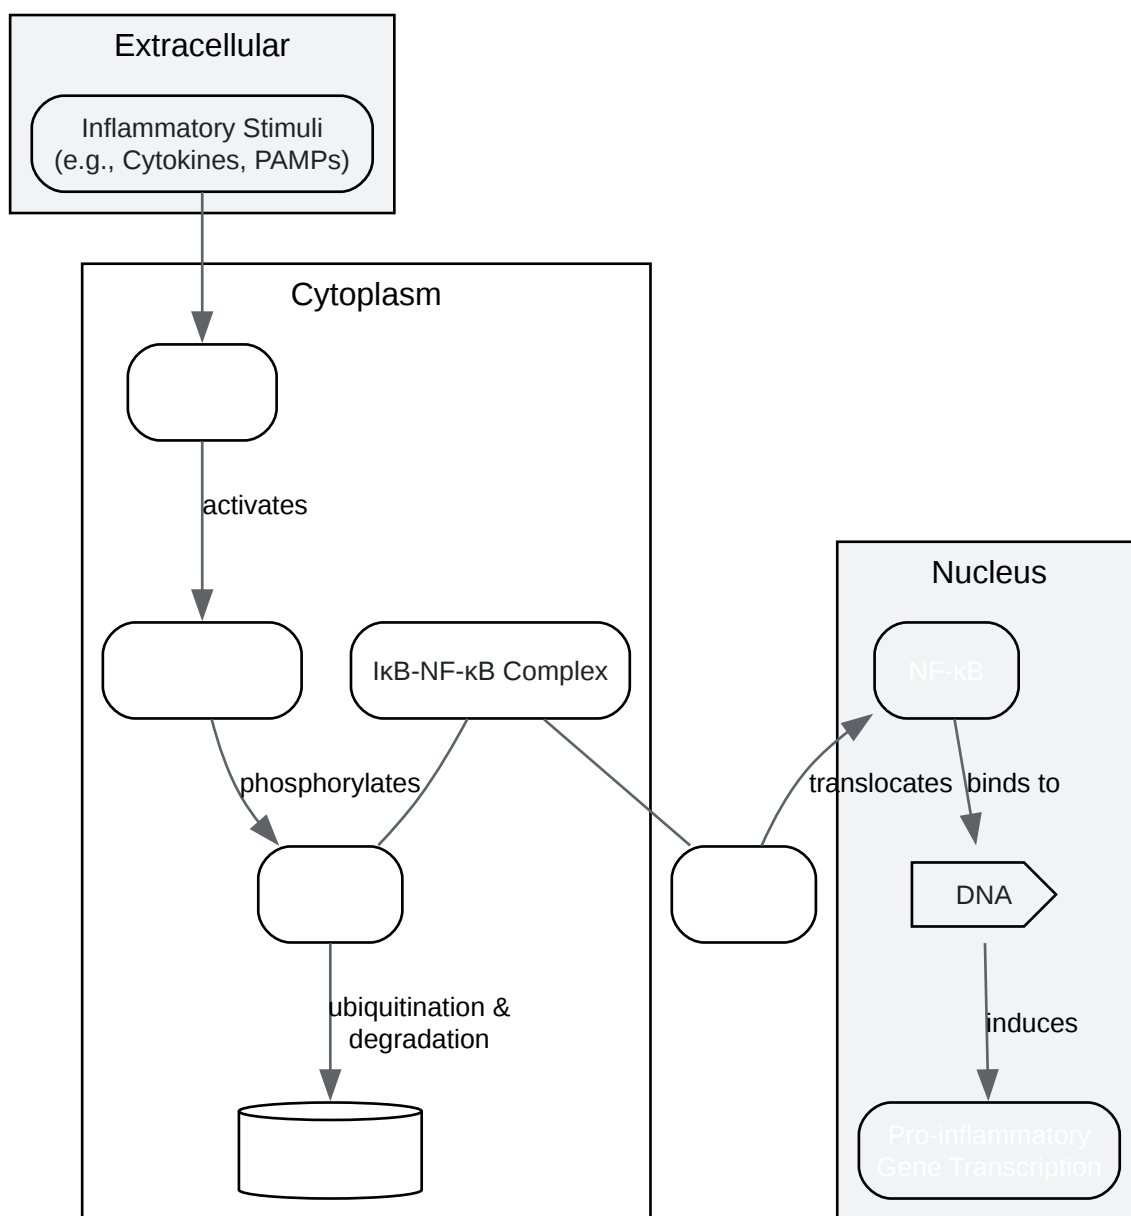 Extracellular
Inflammatory Stimuli
(e.g., Cytokines, PAMPs)
Cytoplasm
activates
Nucleus
IκB-NF-κB Complex
NF-κB
phosphorylates
translocates
binds to
DNA
ubiquitination &
degradation
induces
Pro-inflammatory
Gene Transcription